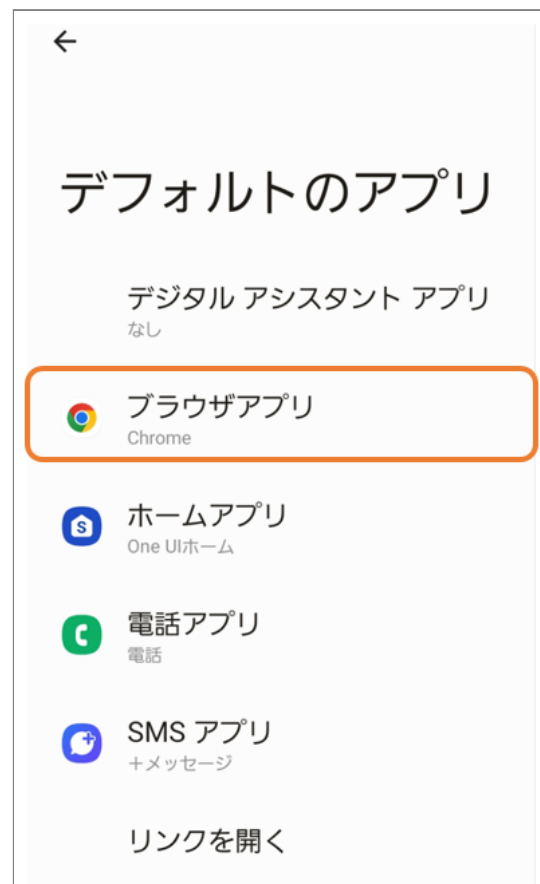 デフォルトのアプリ
デジタル アシスタント アプリ
なし
ブラウザアプリ
Chrome
ホームアプリ
One UIホーム
電話アプリ
電話
SMS アプリ
+メッセージ
リンクを開く